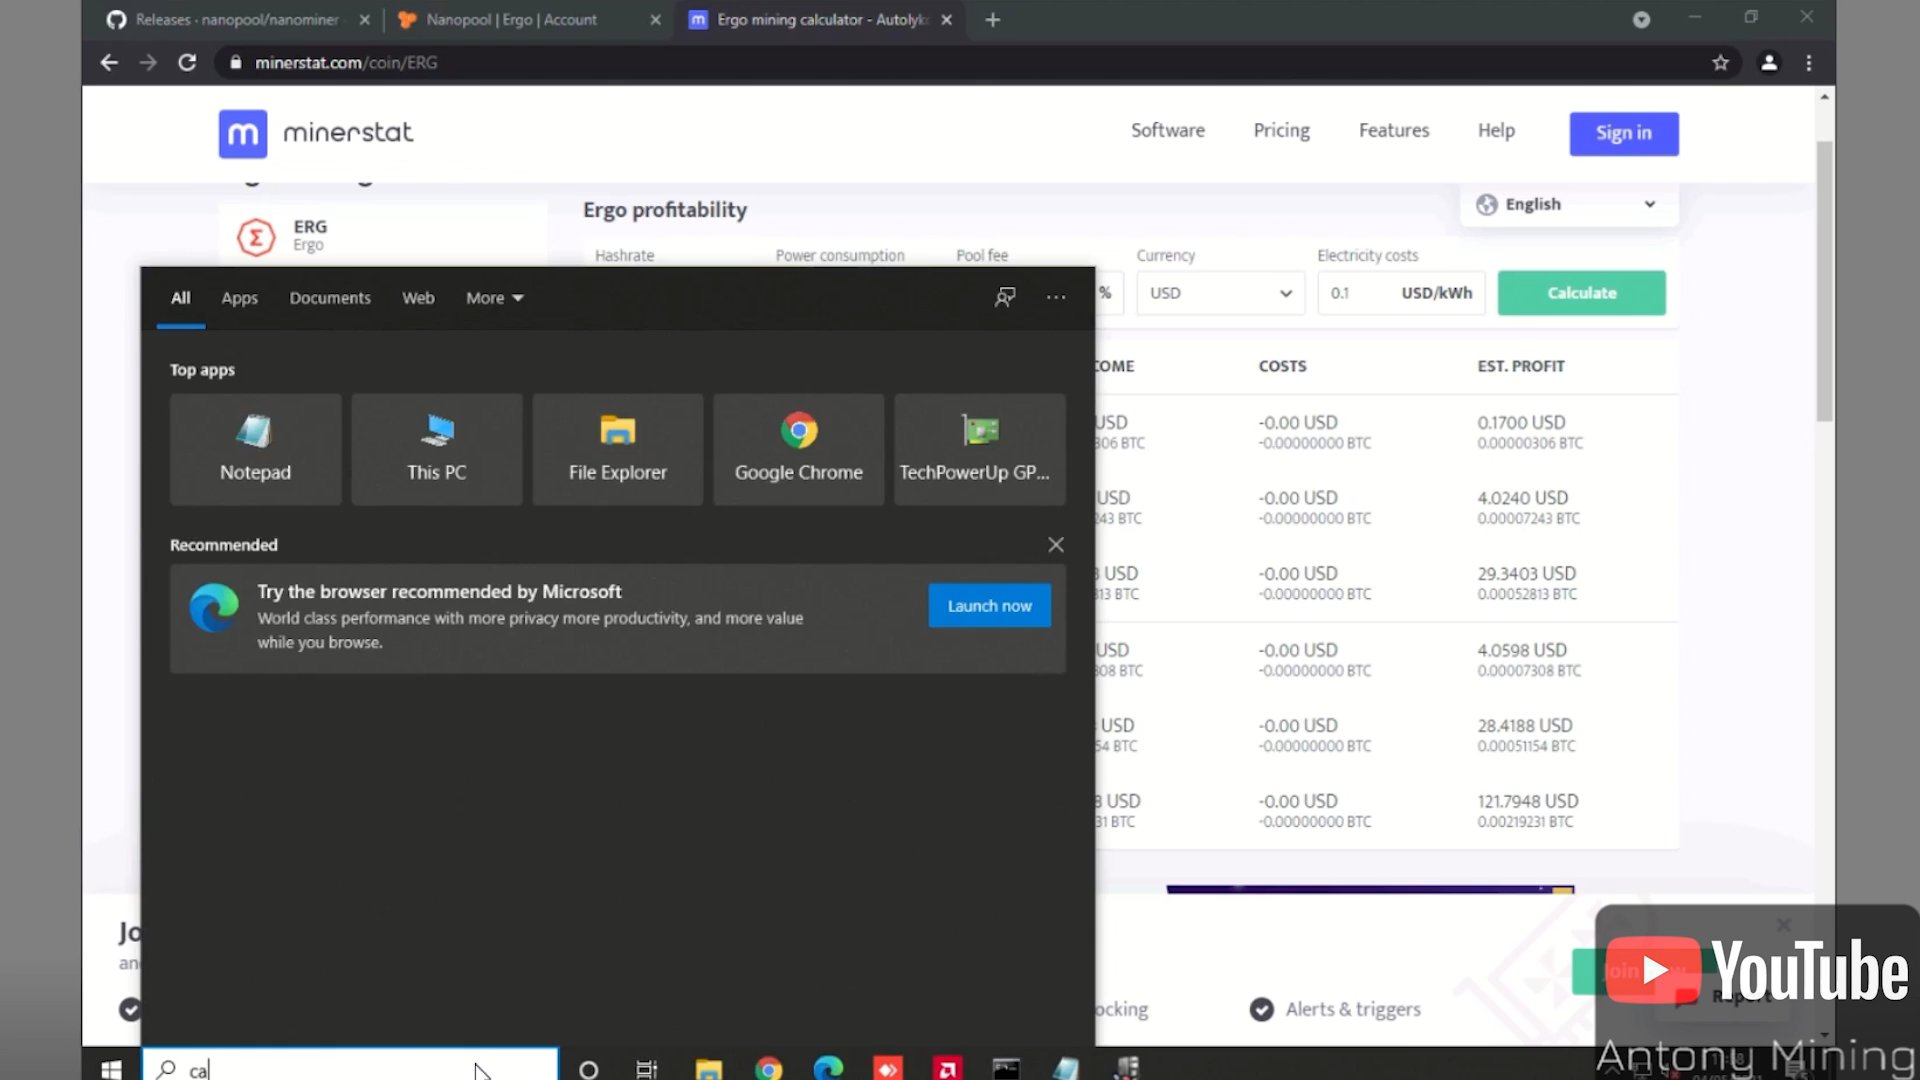 Releases · nanopool/nanominer
Nanopool | Ergo | Account
Ergo mining calculator - Autolyk
minerstat.com/coin/ERG
m minerstat
Software
Pricing
Features
Help
Sign in
English
ERG
Ergo
Ergo profitability
Hashrate
Power consumption
Pool fee
Currency
Electricity costs
%
USD
0.1 USD/kWh
Calculate
All
Apps
Documents
Web
More
Top apps
Notepad
This PC
File Explorer
Google Chrome
TechPowerUp GP...
Recommended
Try the browser recommended by Microsoft
World class performance with more privacy more productivity, and more value
while you browse.
Launch now
COME COSTS EST. PROFIT
USD -0.00 USD 0.1700 USD
306 BTC -0.00000000 BTC 0.00000306 BTC
USD -0.00 USD 4.0240 USD
243 BTC -0.00000000 BTC 0.00007243 BTC
3 USD -0.00 USD 29.3403 USD
313 BTC -0.00000000 BTC 0.00052813 BTC
USD -0.00 USD 4.0598 USD
308 BTC -0.00000000 BTC 0.00007308 BTC
USD -0.00 USD 28.4188 USD
54 BTC -0.00000000 BTC 0.00051154 BTC
8 USD -0.00 USD 121.7948 USD
31 BTC -0.00000000 BTC 0.00219231 BTC
Jo
an
ocking
Alerts & triggers
Join
YouTube
Report
Antony Mining
ca